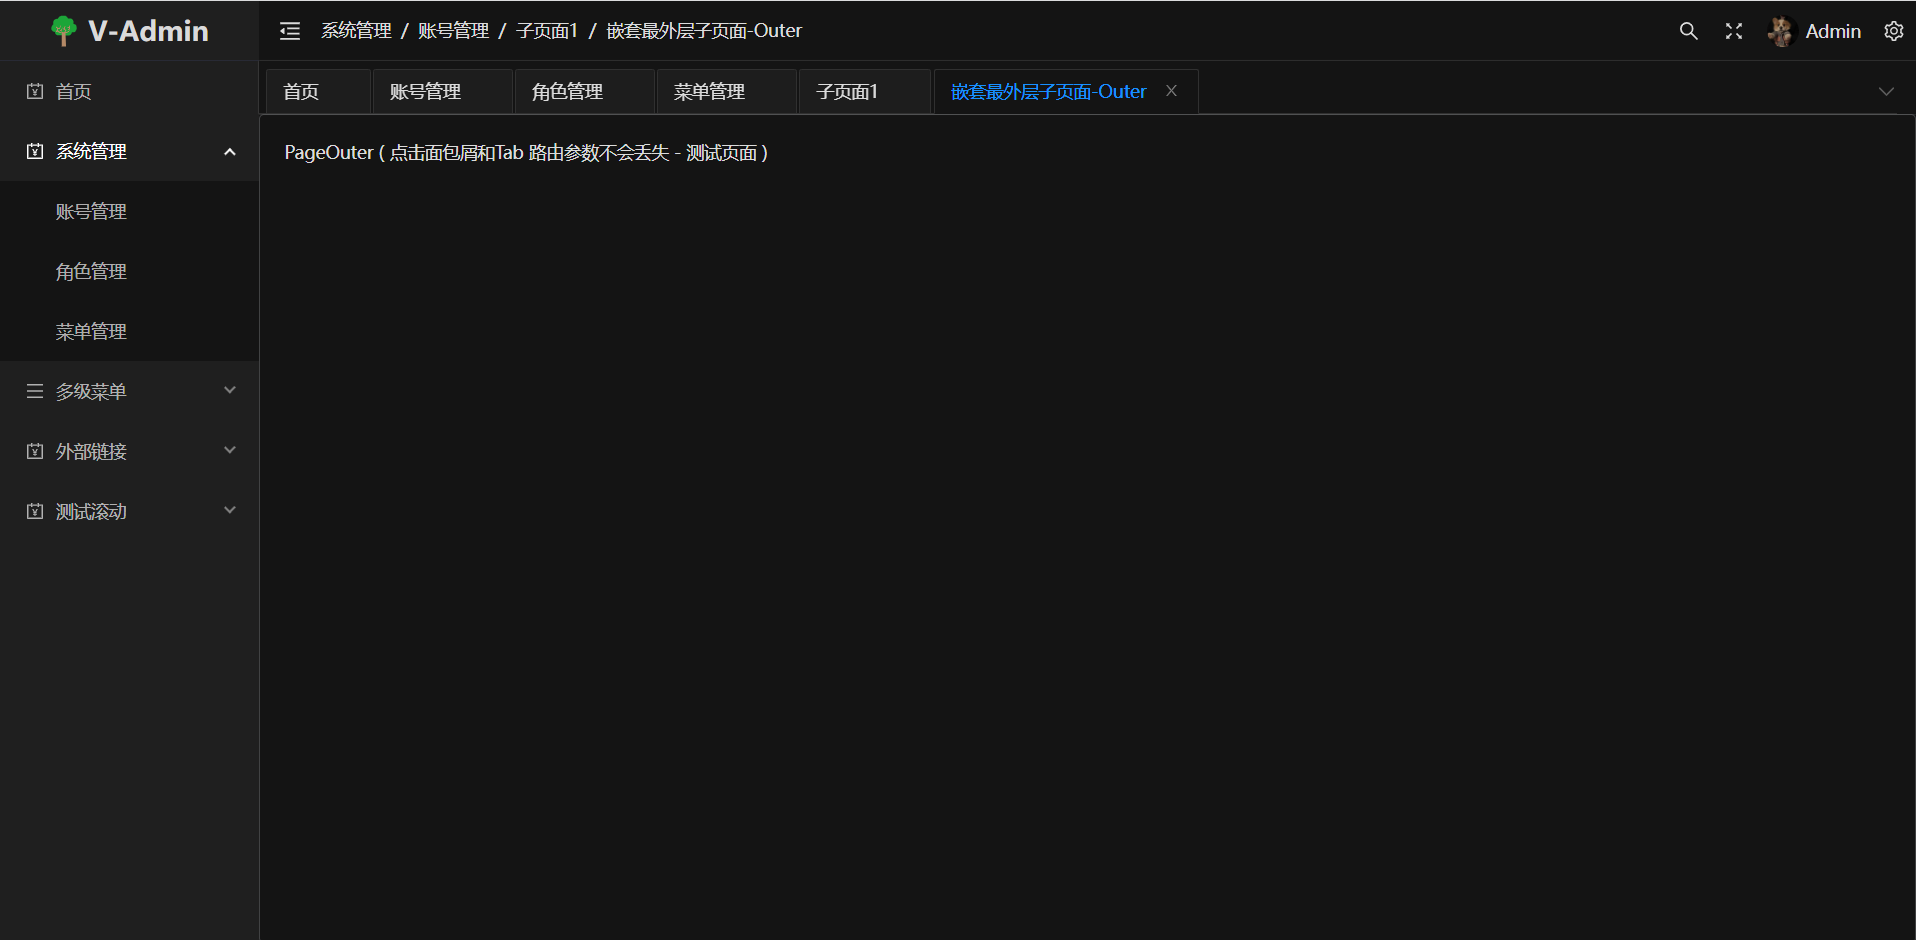 V-Admin
系统管理 / 账号管理 / 子页面1 / 嵌套最外层子页面-Outer
Admin
首页
账号管理
角色管理
菜单管理
子页面1
嵌套最外层子页面-Outer
首页
系统管理
账号管理
角色管理
菜单管理
多级菜单
外部链接
测试滚动
PageOuter ( 点击面包屑和Tab 路由参数不会丢失 - 测试页面 )